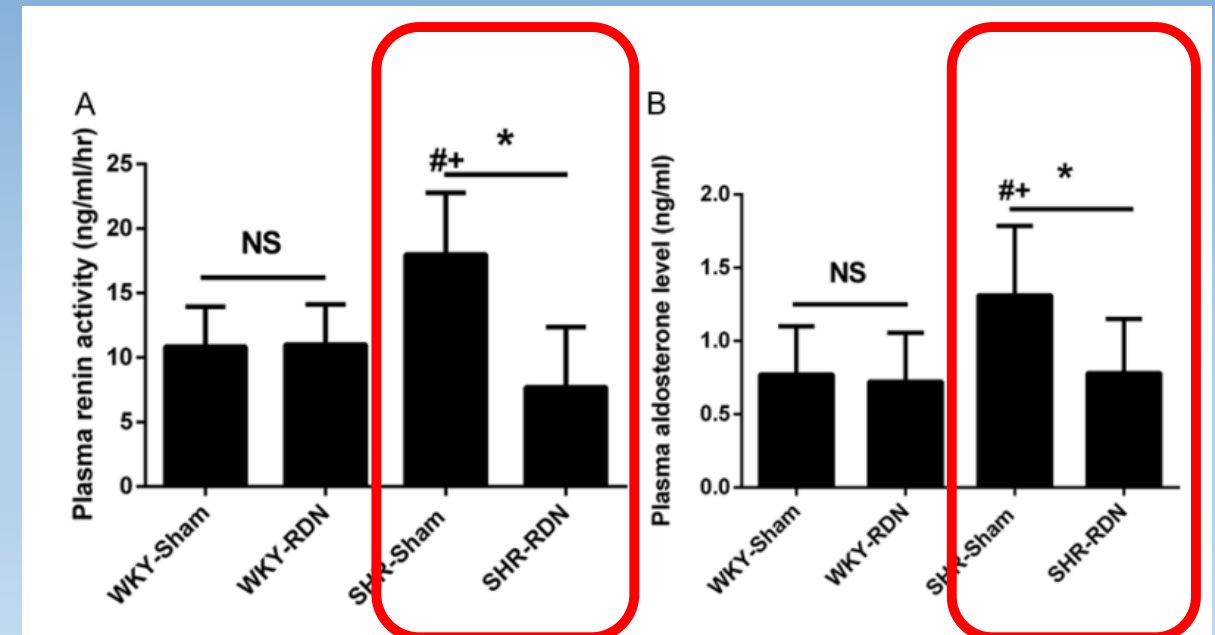 A
Plasma renin activity (ng/ml/hr)
25
20
15
10
5
0
NS
#+
*
WKY-Sham
WKY-RDN
SHR-Sham
SHR-RDN
B
Plasma aldosterone level (ng/ml)
2.0
1.5
1.0
0.5
0.0
NS
#+
*
WKY-Sham
WKY-RDN
SHR-Sham
SHR-RDN